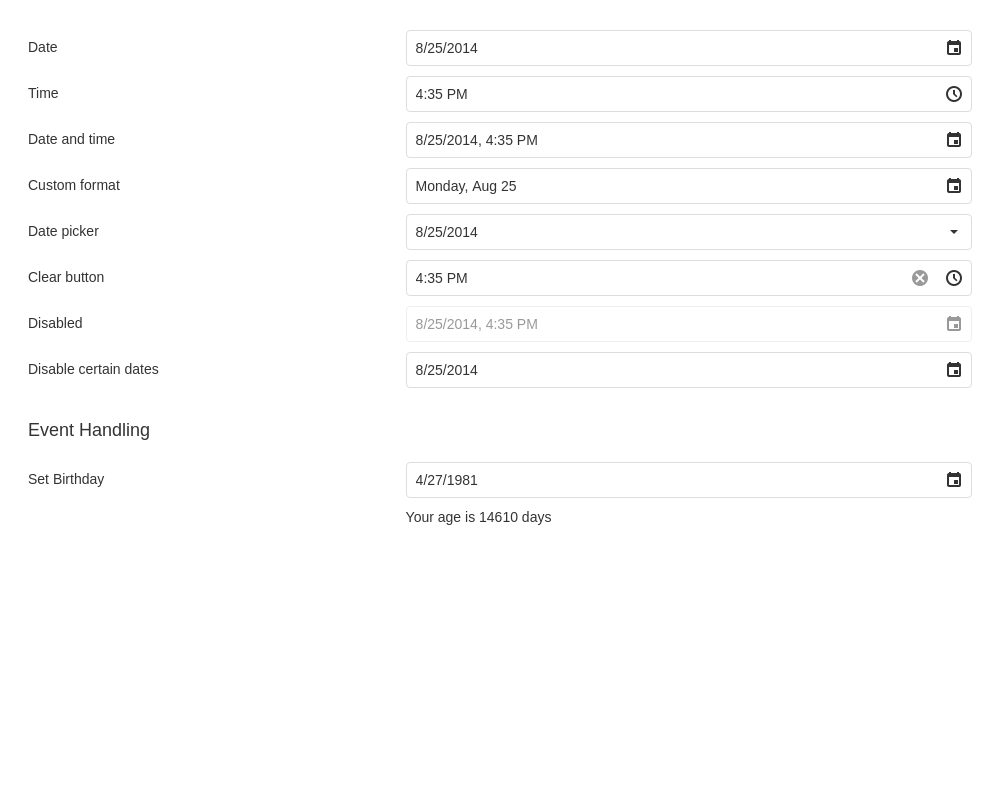 Date 8/25/2014
Time 4:35 PM
Date and time 8/25/2014, 4:35 PM
Custom format Monday, Aug 25
Date picker 8/25/2014
Clear button 4:35 PM
Disabled 8/25/2014, 4:35 PM
Disable certain dates 8/25/2014
Event Handling
Set Birthday 4/27/1981
Your age is 14610 days